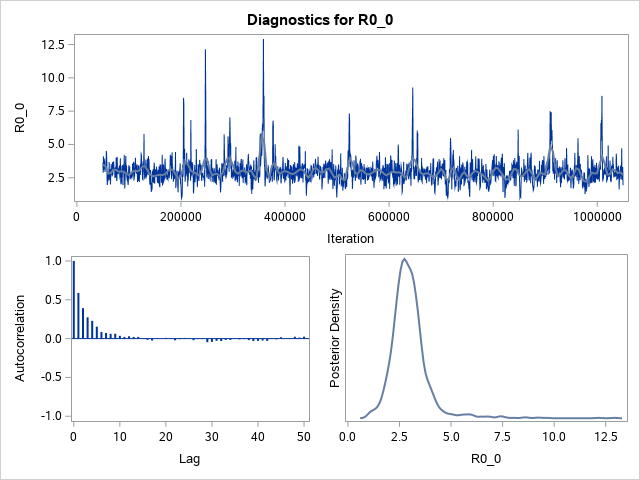 Diagnostics for R0_0
12.5
10.0
7.5
5.0
2.5
R0_0
0 200000 400000 600000 800000 1000000
Iteration
1.0
0.5
0.0
-0.5
-1.0
Autocorrelation
0 10 20 30 40 50
Lag
Posterior Density
0.0 2.5 5.0 7.5 10.0 12.5
R0_0